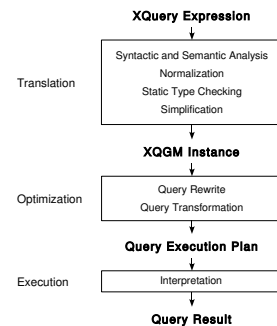 XQuery Expression
Syntactic and Semantic Analysis
Normalization
Translation
Static Type Checking
Simplification
XQGM Instance
Query Rewrite
Optimization
Query Transformation
Query Execution Plan
Execution
Interpretation
Query Result